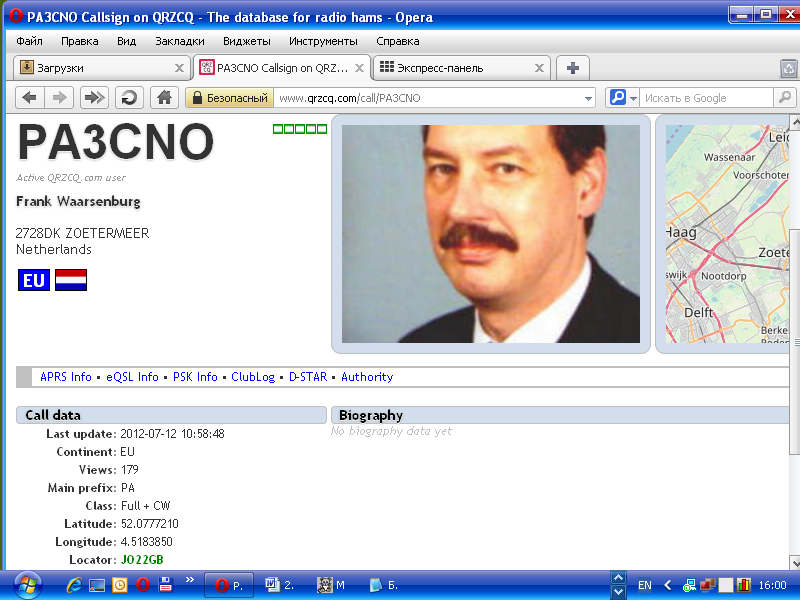 PA3CNO Callsign on QRZCQ - The database for radio hams - Opera
Файл Правка Вид Закладки Виджеты Инструменты Справка
Загрузки PA3CNO Callsign on QRZ... Экспресс-панель
Безопасный www.qrzcq.com/call/PA3CNO Искать в Google
PA3CNO
Active QRZCQ.com user
Frank Waarsenburg
2728DK ZOETERMEER
Netherlands
EU
Leid
Wassenaar
Voorschoten
Haag
Zoete
swijk Nootdorp
Delft
Berke
Rodenr
APRS Info • eQSL Info • PSK Info • ClubLog • D-STAR • Authority
Call data
Last update: 2012-07-12 10:58:48
Continent: EU
Views: 179
Main prefix: PA
Class: Full + CW
Latitude: 52.0777210
Longitude: 4.5183850
Locator: JO22GB
Biography
No biography data yet
P. 2. M Б. EN 16:00